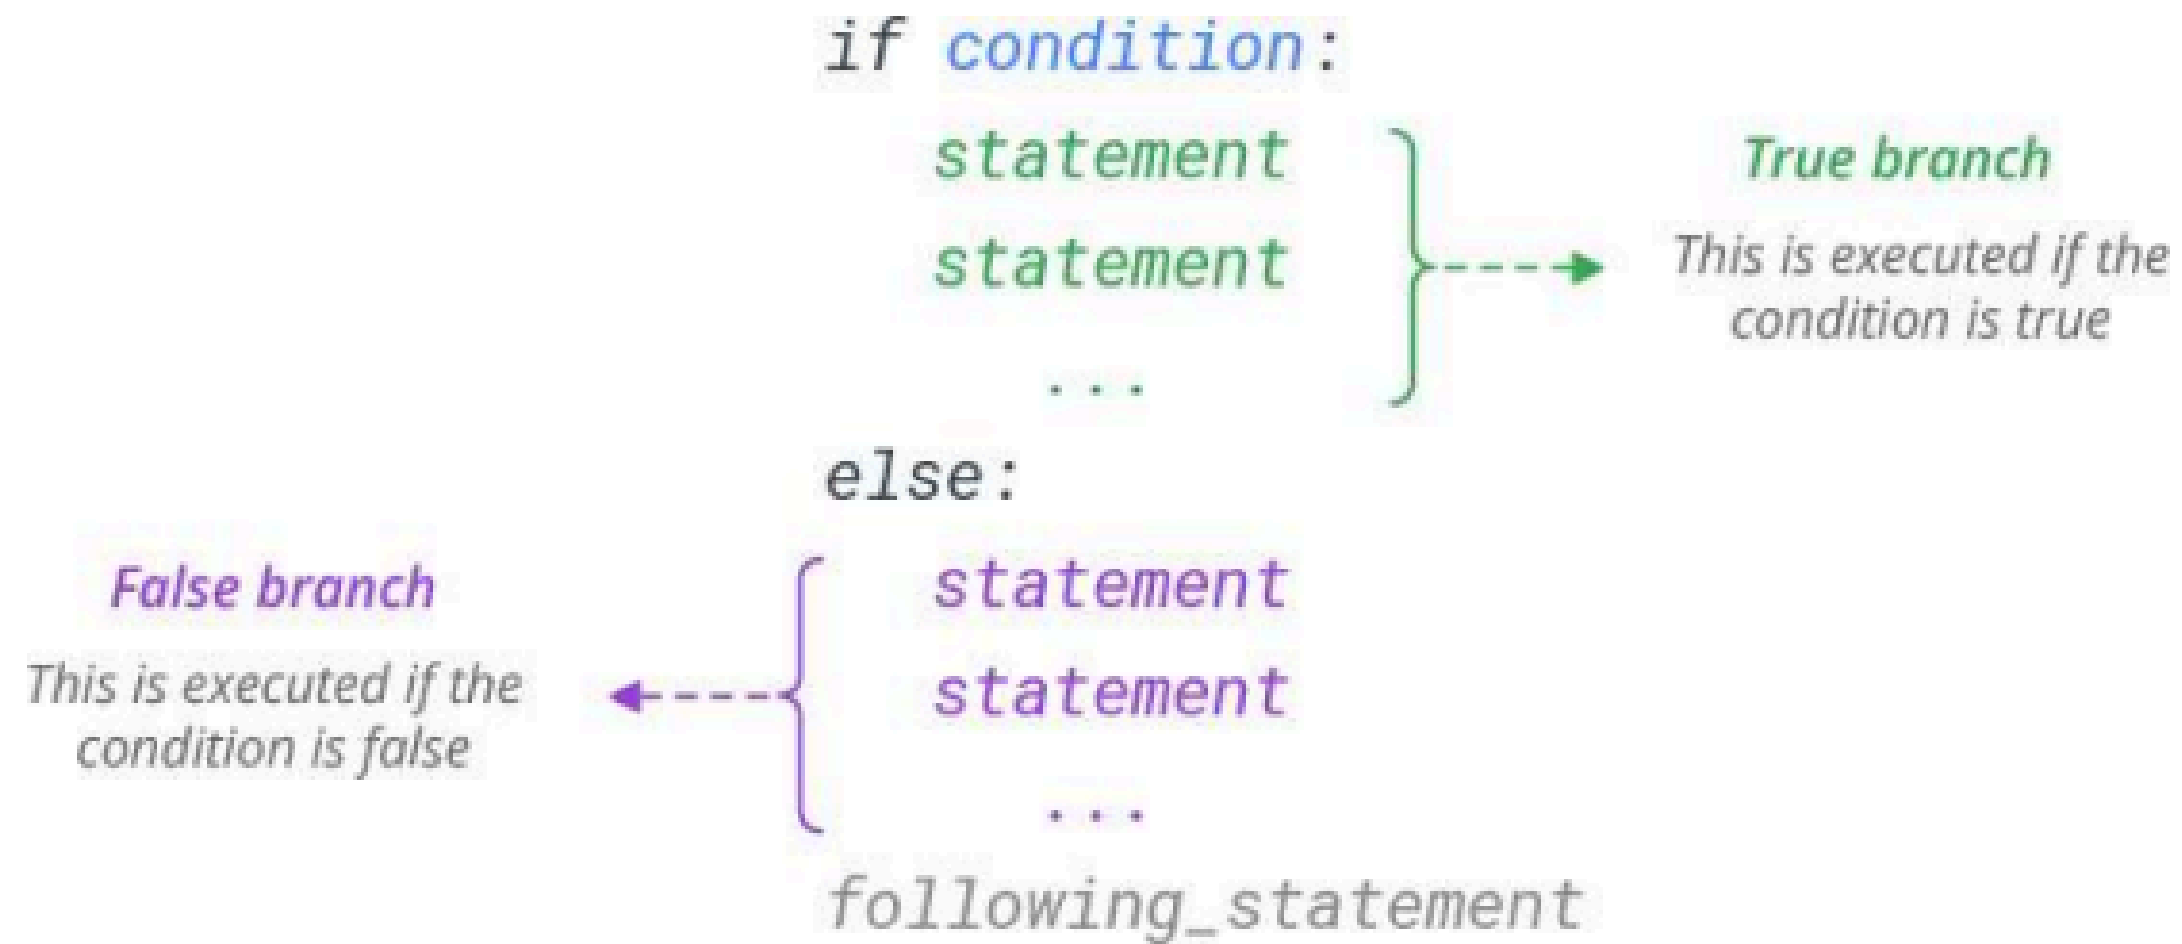 if condition:
statement
statement
...
True branch
This is executed if the
condition is true
else:
False branch
This is executed if the
condition is false
statement
statement
...
following_statement